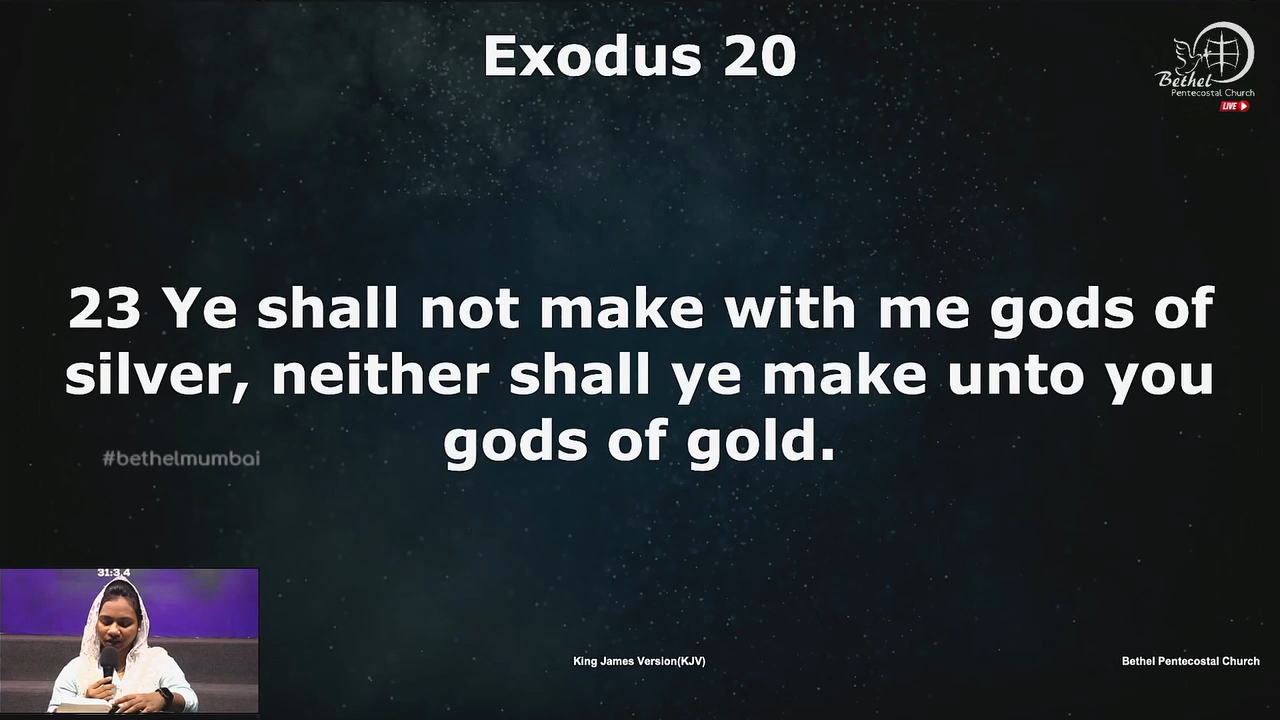 Exodus 20
Bethel
Pentecostal Church
LIVE
23 Ye shall not make with me gods of
silver, neither shall ye make unto you
gods of gold.
#bethelmumbai
31:3,4
King James Version(KJV)
Bethel Pentecostal Church